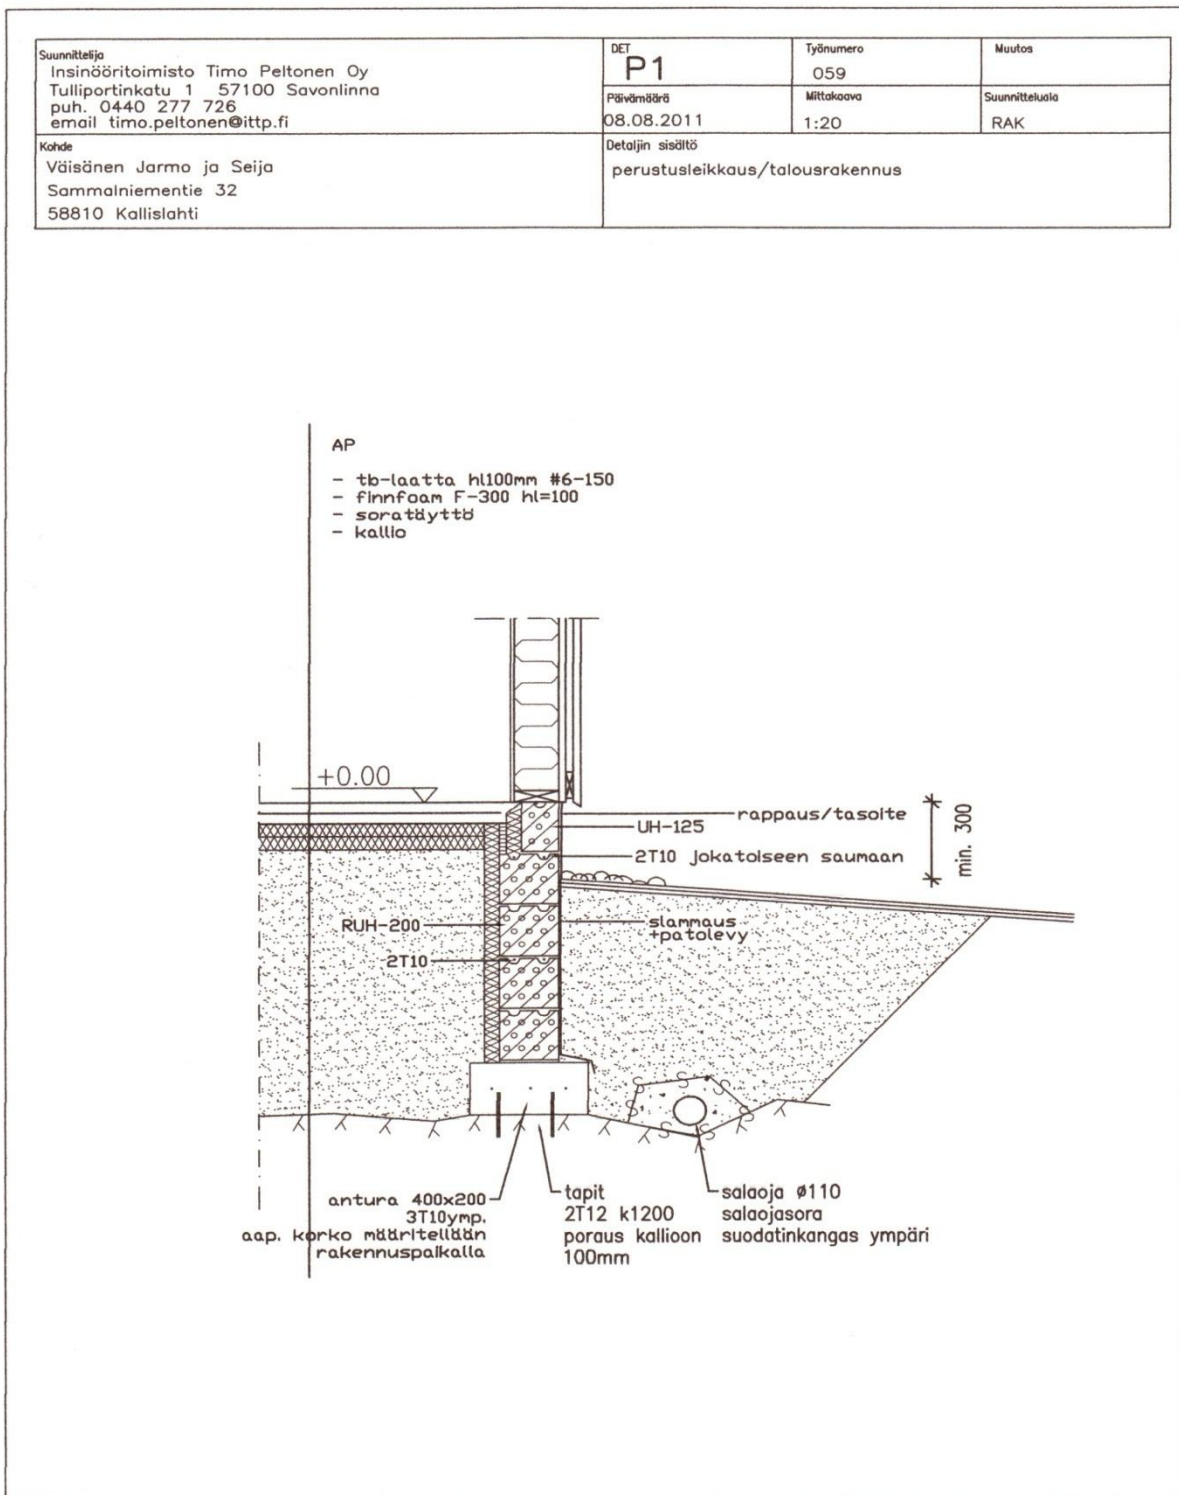 Suunnittelija
Insinööritoimisto Timo Peltonen Oy
Tulliportinkatu 1 57100 Savonlinna
puh. 0440 277 726
email timo.peltonen@ittp.fi
DET
P1
Työnumero
059
Muutos
Päivämäärä
08.08.2011
Mittakaava
1:20
Suunnitteluala
RAK
Kohde
Väisänen Jarmo ja Seija
Sammalniementie 32
58810 Kallislahti
Detaljin sisältö
perustusleikkaus/talousrakennus
AP
- tb-laatta hl100mm #6-150
- finnfoam F-300 hl=100
- soratäyttö
- kallio
+0.00
rappaus/tasoite
UH-125
2T10 jokatoiseen saumaan
min. 300
RUH-200
slammaus
+patolevy
2T10
antura 400x200
3T10ymp.
aap. korko määritellään
rakennuspaikalla
tapit
2T12 k1200
poraus kallioon
100mm
salaoja ø110
salaojasora
suodatinkangas ympäri